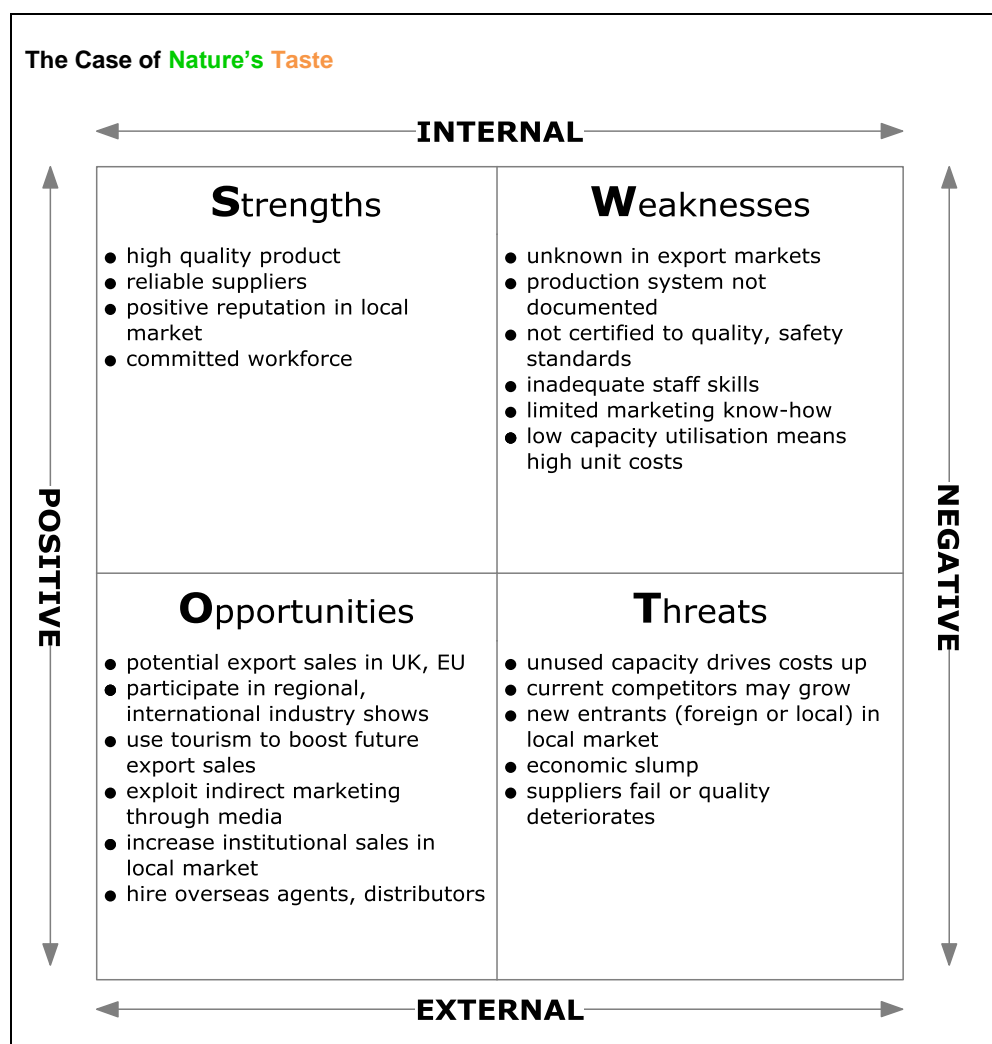 The Case of Nature's Taste
INTERNAL
POSITIVE
NEGATIVE
Strengths
● high quality product
● reliable suppliers
● positive reputation in local
market
● committed workforce
Weaknesses
● unknown in export markets
● production system not
documented
● not certified to quality, safety
standards
● inadequate staff skills
● limited marketing know-how
● low capacity utilisation means
high unit costs
Opportunities
● potential export sales in UK, EU
● participate in regional,
international industry shows
● use tourism to boost future
export sales
● exploit indirect marketing
through media
● increase institutional sales in
local market
● hire overseas agents, distributors
Threats
● unused capacity drives costs up
● current competitors may grow
● new entrants (foreign or local) in
local market
● economic slump
● suppliers fail or quality
deteriorates
EXTERNAL